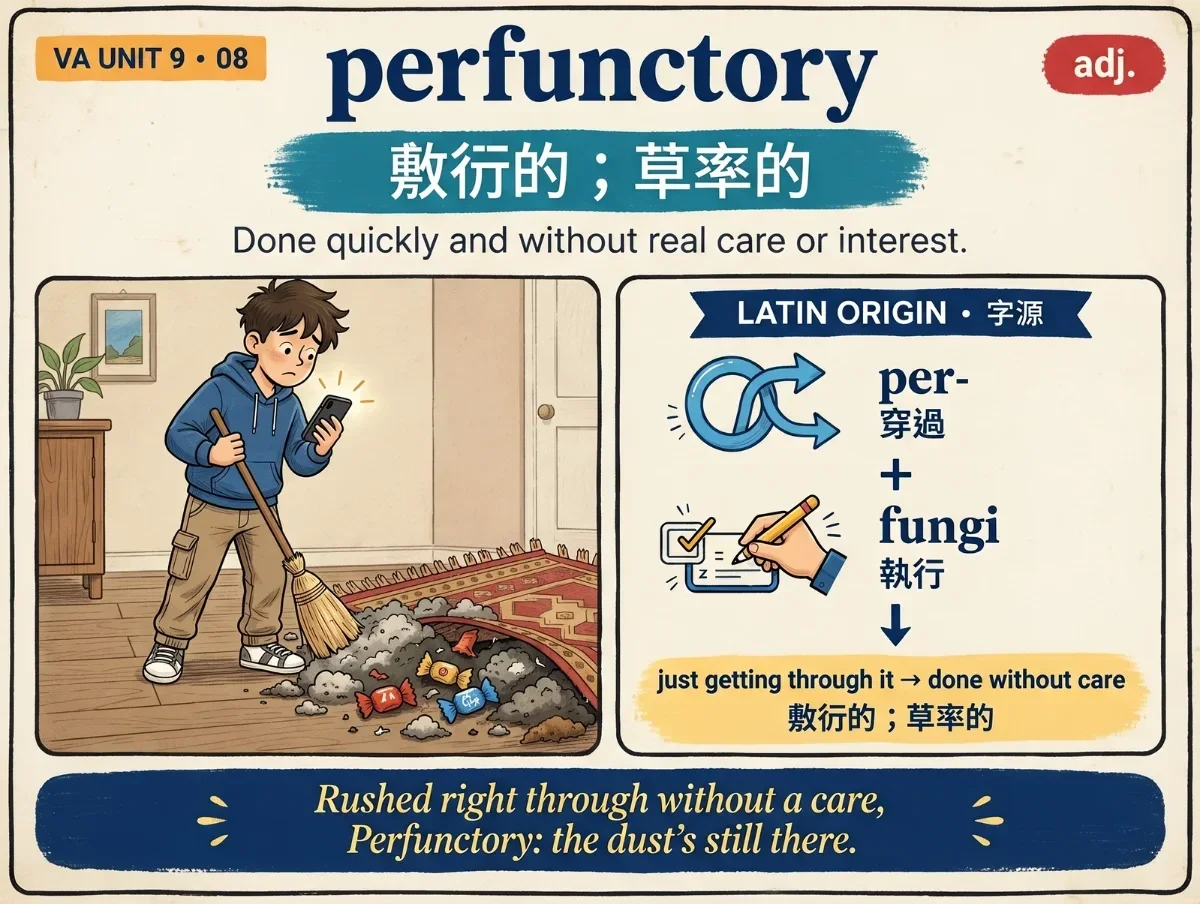 VA UNIT 9 • 08
perfunctory
adj.
敷衍的；草率的
Done quickly and without real care or interest.
LATIN ORIGIN • 字源
per-
穿過
+
fungi
執行
just getting through it → done without care
敷衍的；草率的
Rushed right through without a care,
Perfunctory: the dust's still there.